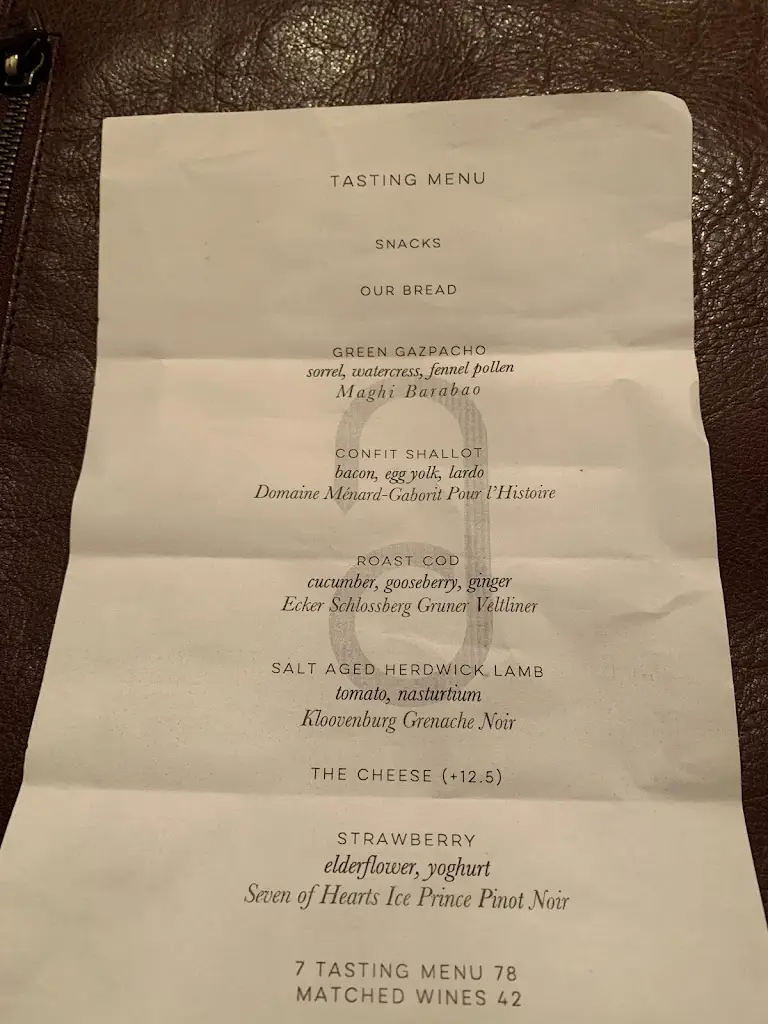 TASTING MENU
SNACKS
OUR BREAD
GREEN GAZPACHO
sorrel, watercress, fennel pollen
Maghi Barabao
CONFIT SHALLOT
bacon, egg yolk, lardo
Domaine Ménard-Gaborit Pour l'Histoire
ROAST COD
cucumber, gooseberry, ginger
Ecker Schlossberg Gruner Veltliner
SALT AGED HERDWICK LAMB
tomato, nasturtium
Kloovenburg Grenache Noir
THE CHEESE (+12.5)
STRAWBERRY
elderflower, yoghurt
Seven of Hearts Ice Prince Pinot Noir
7 TASTING MENU 78
MATCHED WINES 42